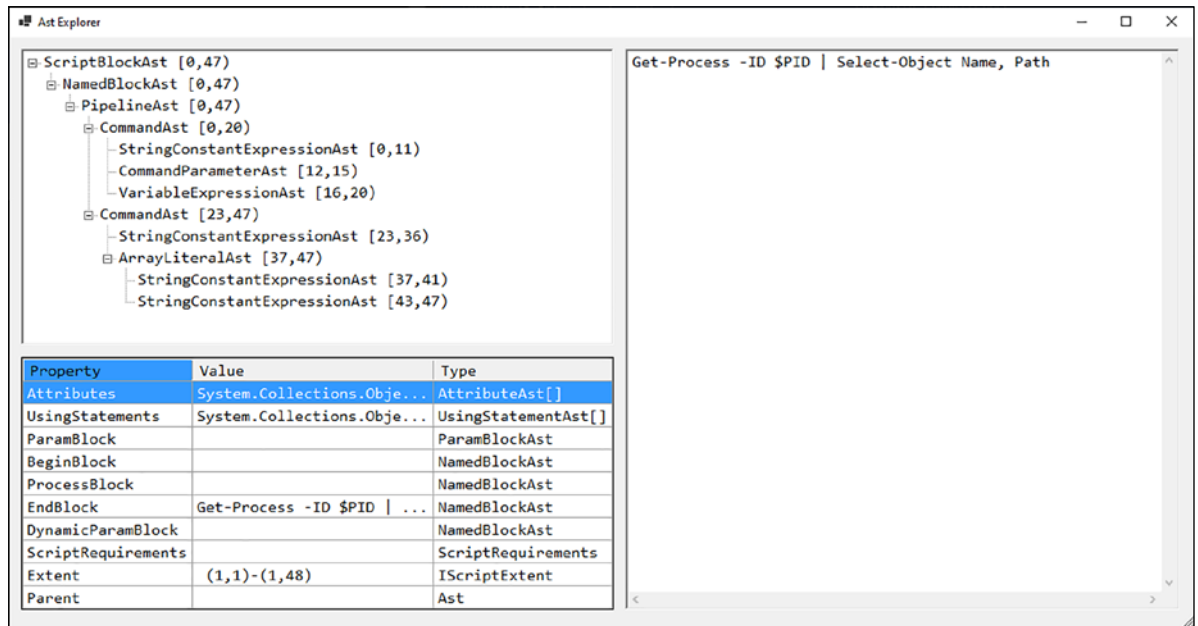 Ast Explorer
ScriptBlockAst [0,47)
NamedBlockAst [0,47)
PipelineAst [0,47)
CommandAst [0,20)
StringConstantExpressionAst [0,11)
CommandParameterAst [12,15)
VariableExpressionAst [16,20)
CommandAst [23,47)
StringConstantExpressionAst [23,36)
ArrayLiteralAst [37,47)
StringConstantExpressionAst [37,41)
StringConstantExpressionAst [43,47)
Property Value Type
Attributes System.Collections.Obje... AttributeAst[]
UsingStatements System.Collections.Obje... UsingStatementAst[]
ParamBlock ParamBlockAst
BeginBlock NamedBlockAst
ProcessBlock NamedBlockAst
EndBlock Get-Process -ID $PID | ... NamedBlockAst
DynamicParamBlock NamedBlockAst
ScriptRequirements ScriptRequirements
Extent (1,1)-(1,48) IScriptExtent
Parent Ast
Get-Process -ID $PID | Select-Object Name, Path